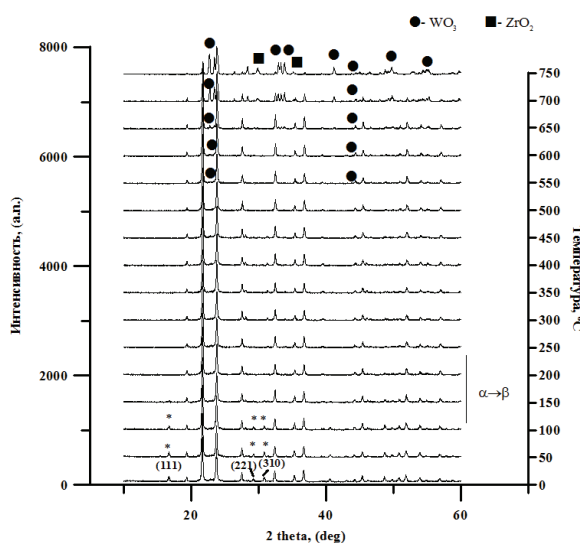 ●- WO₃ ■- ZrO₂
8000
6000
4000
2000
0
Интенсивность, (а.п.)
750
700
650
600
550
500
450
400
350
300
250
200
150
100
50
0
Температура, °C
α→β
* * *
* * *
(111) (221) (310)
20 40 60
2 theta, (deg)